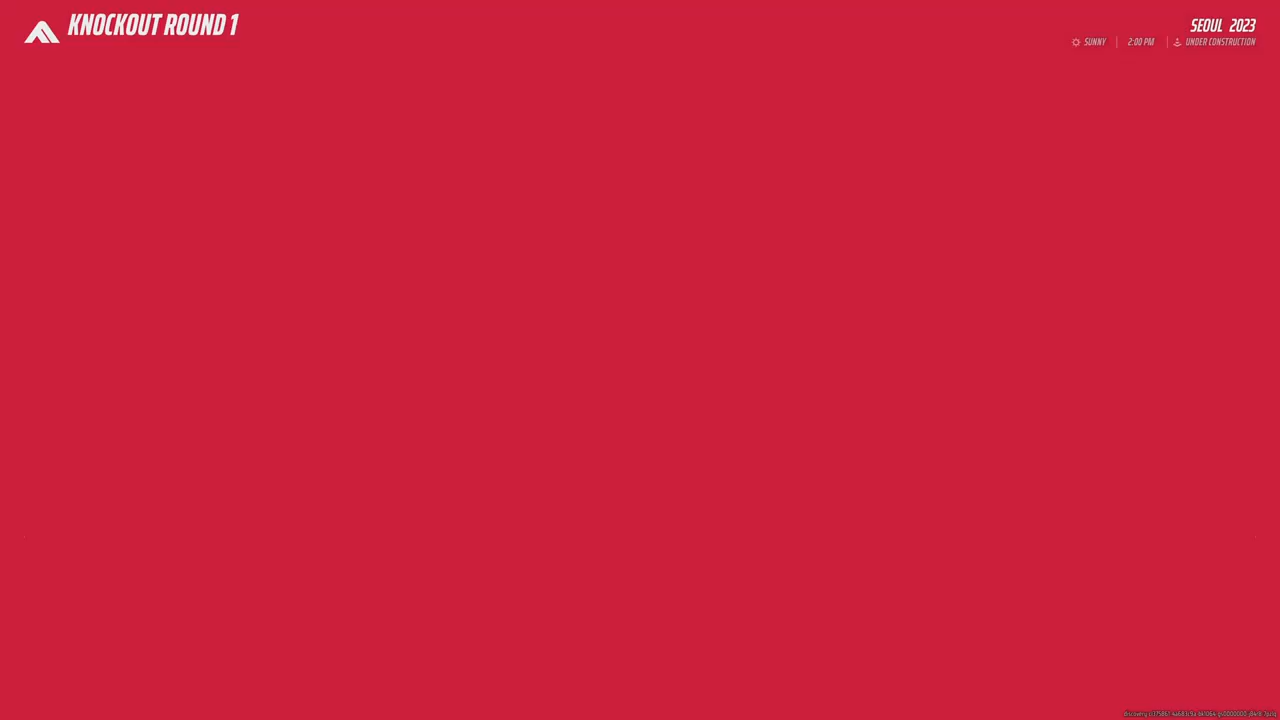 KNOCKOUT ROUND 1
SEOUL 2023
SUNNY 2:00 PM UNDER CONSTRUCTION